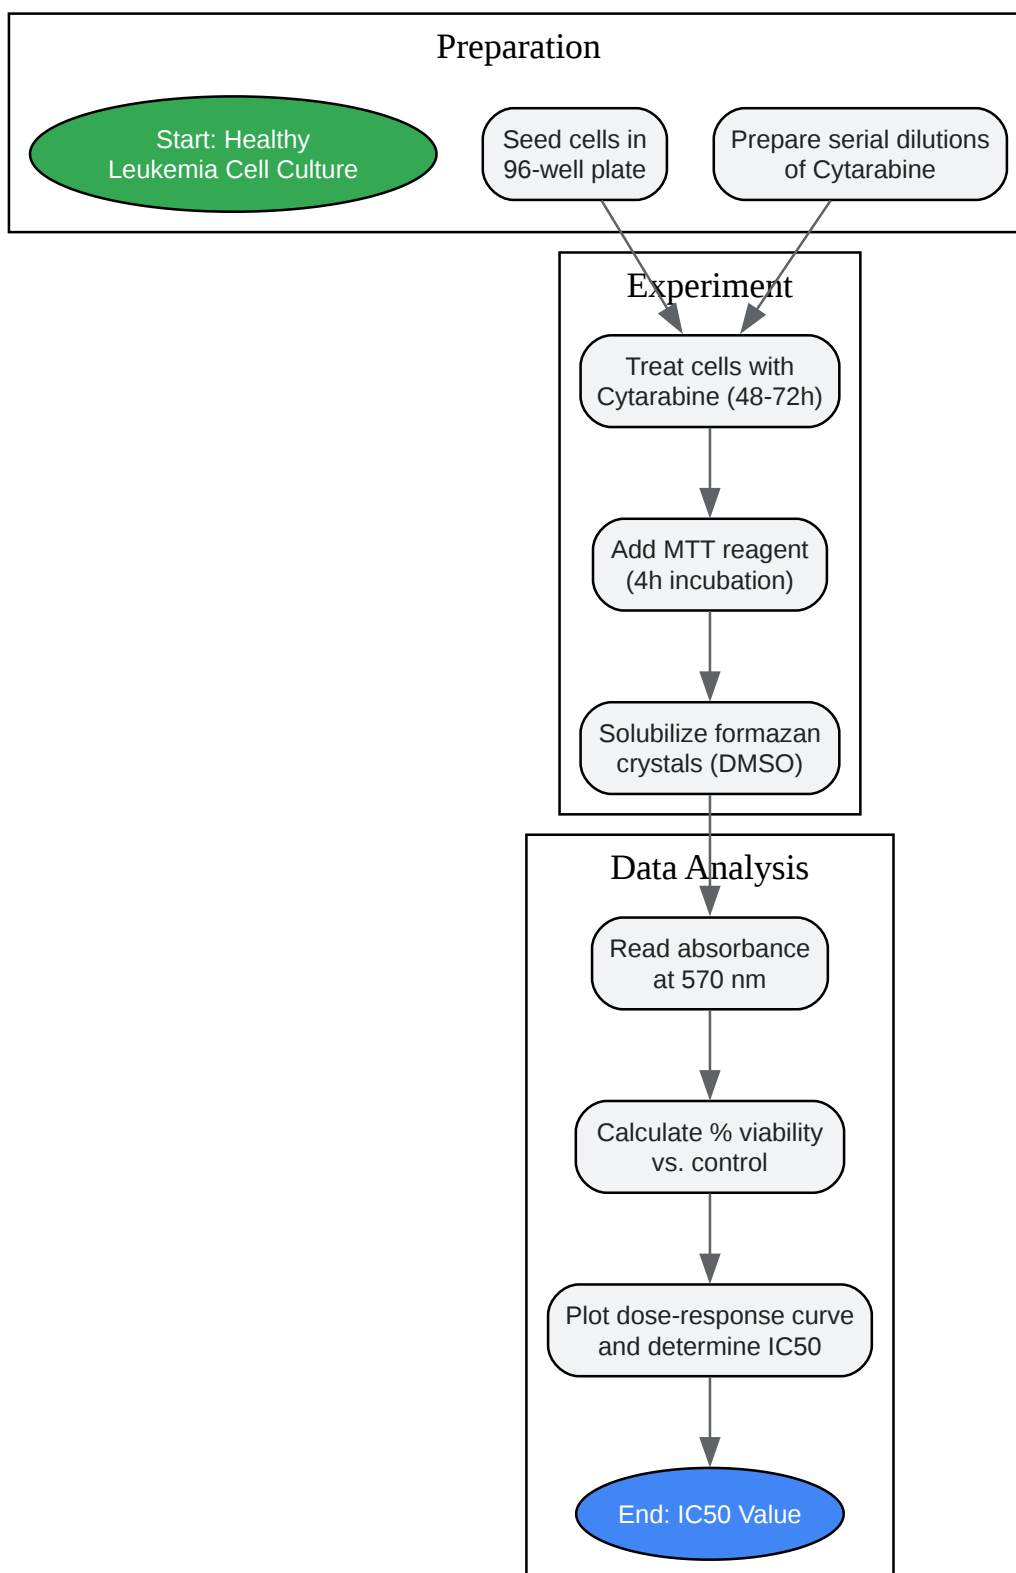 Preparation
Start: Healthy
Leukemia Cell Culture
Seed cells in
96-well plate
Prepare serial dilutions
of Cytarabine
Experiment
Treat cells with
Cytarabine (48-72h)
Add MTT reagent
(4h incubation)
Solubilize formazan
crystals (DMSO)
Data Analysis
Read absorbance
at 570 nm
Calculate % viability
vs. control
Plot dose-response curve
and determine IC50
End: IC50 Value